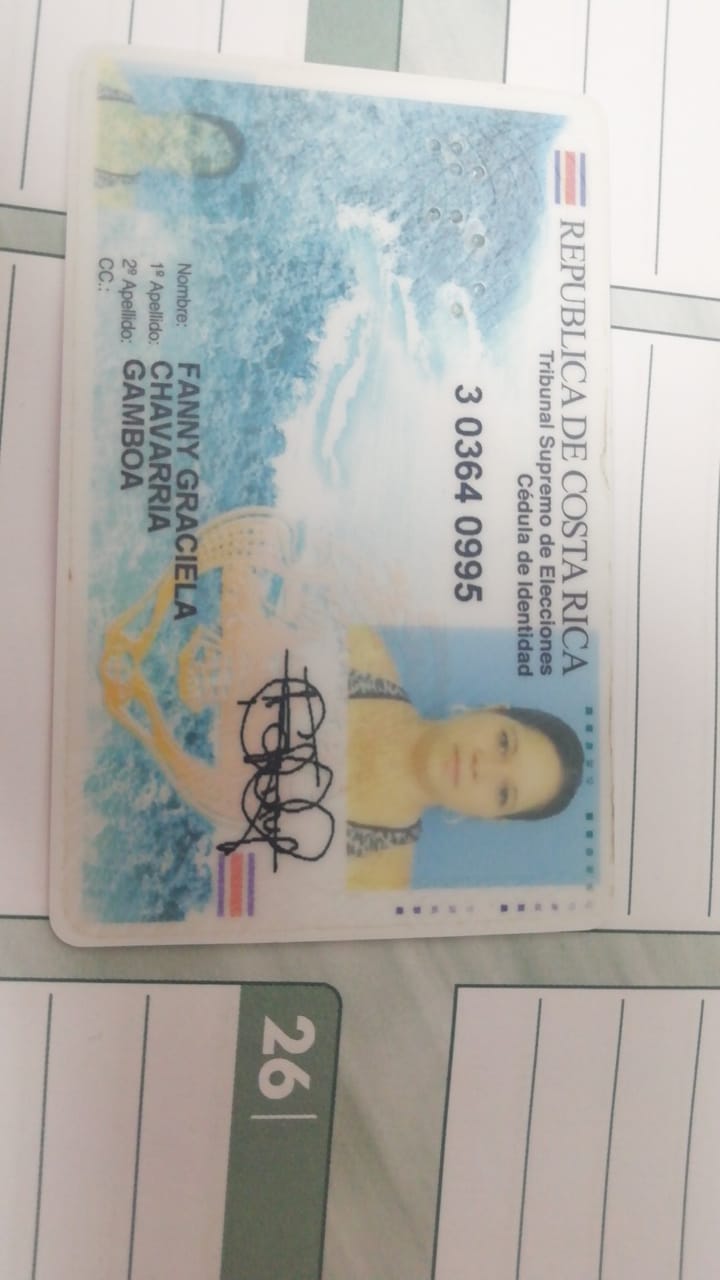 REPUBLICA DE COSTA RICA
Tribunal Supremo de Elecciones
Cédula de Identidad
3 0364 0995
Nombre: FANNY GRACIELA
1º Apellido: CHAVARRIA
2º Apellido: GAMBOA
CC.:
26